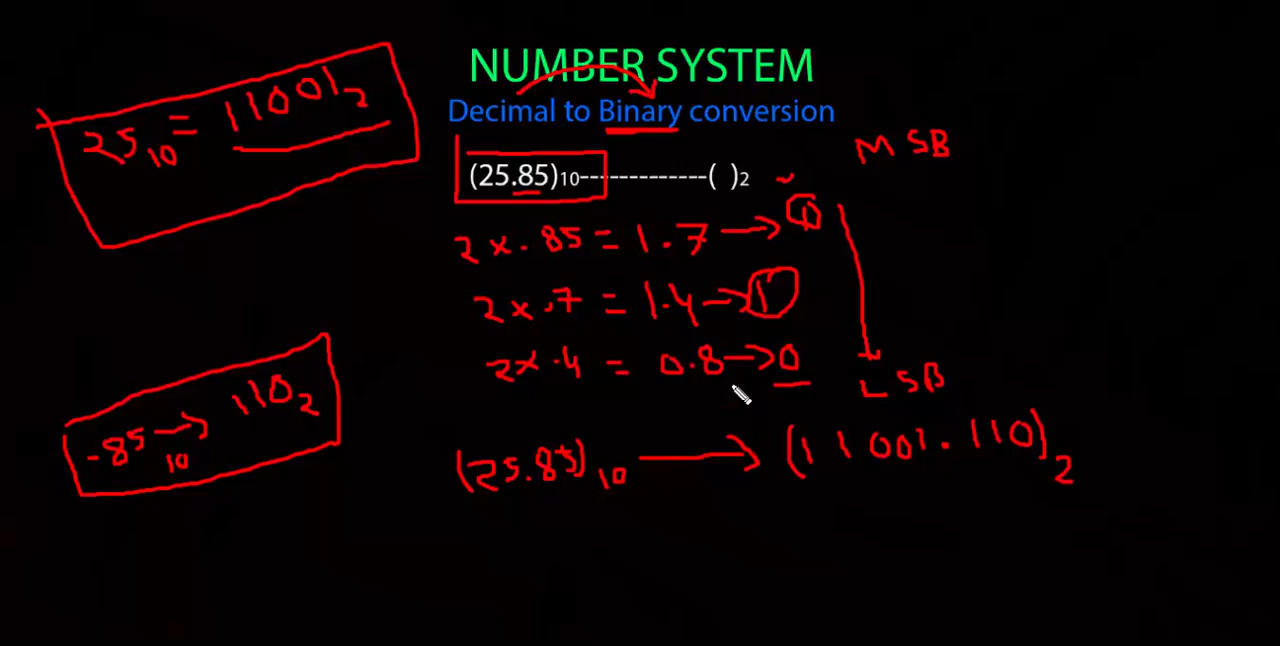 NUMBER SYSTEM
Decimal to Binary conversion
25₁₀ = 11001₂
(25.85)₁₀-------------( )₂
MSB
2 x .85 = 1.7 → 1
2 x .7 = 1.4 → 1
2 x .4 = 0.8 → 0
LSB
.85₁₀ → 110₂
(25.85)₁₀ → (11001.110)₂